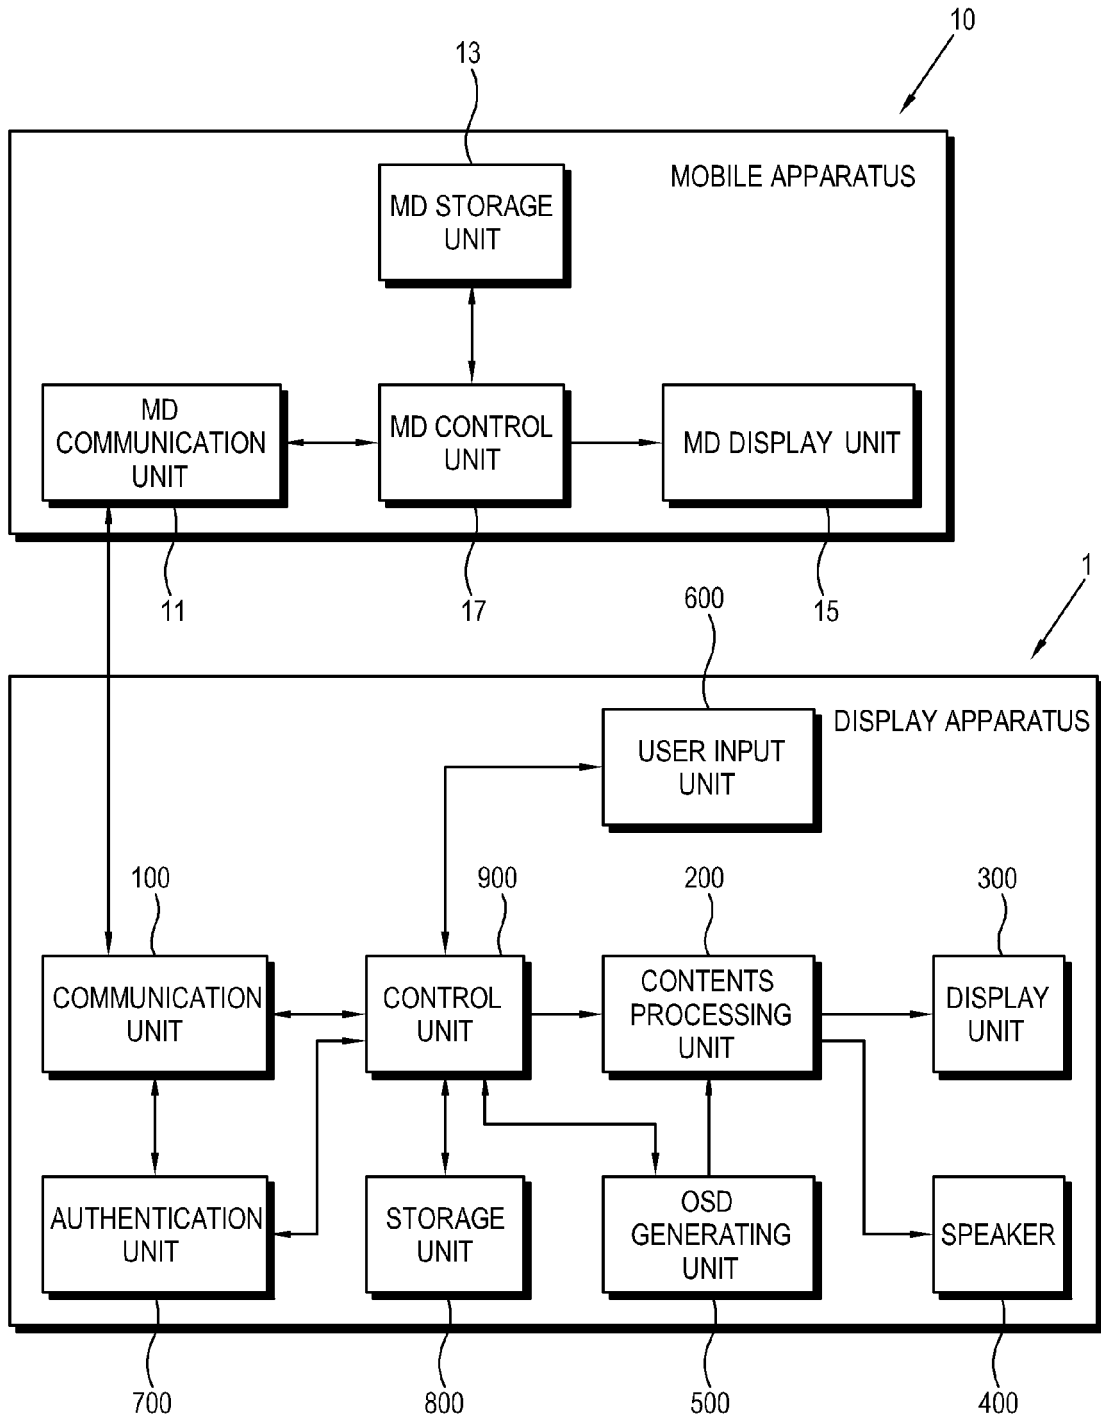 10
13
MOBILE APPARATUS
MD STORAGE
UNIT
MD
COMMUNICATION
UNIT
MD CONTROL
UNIT
MD DISPLAY UNIT
11
17
15
1
600
DISPLAY APPARATUS
USER INPUT
UNIT
100
900
200
300
COMMUNICATION
UNIT
CONTROL
UNIT
CONTENTS
PROCESSING
UNIT
DISPLAY
UNIT
AUTHENTICATION
UNIT
STORAGE
UNIT
OSD
GENERATING
UNIT
SPEAKER
700
800
500
400